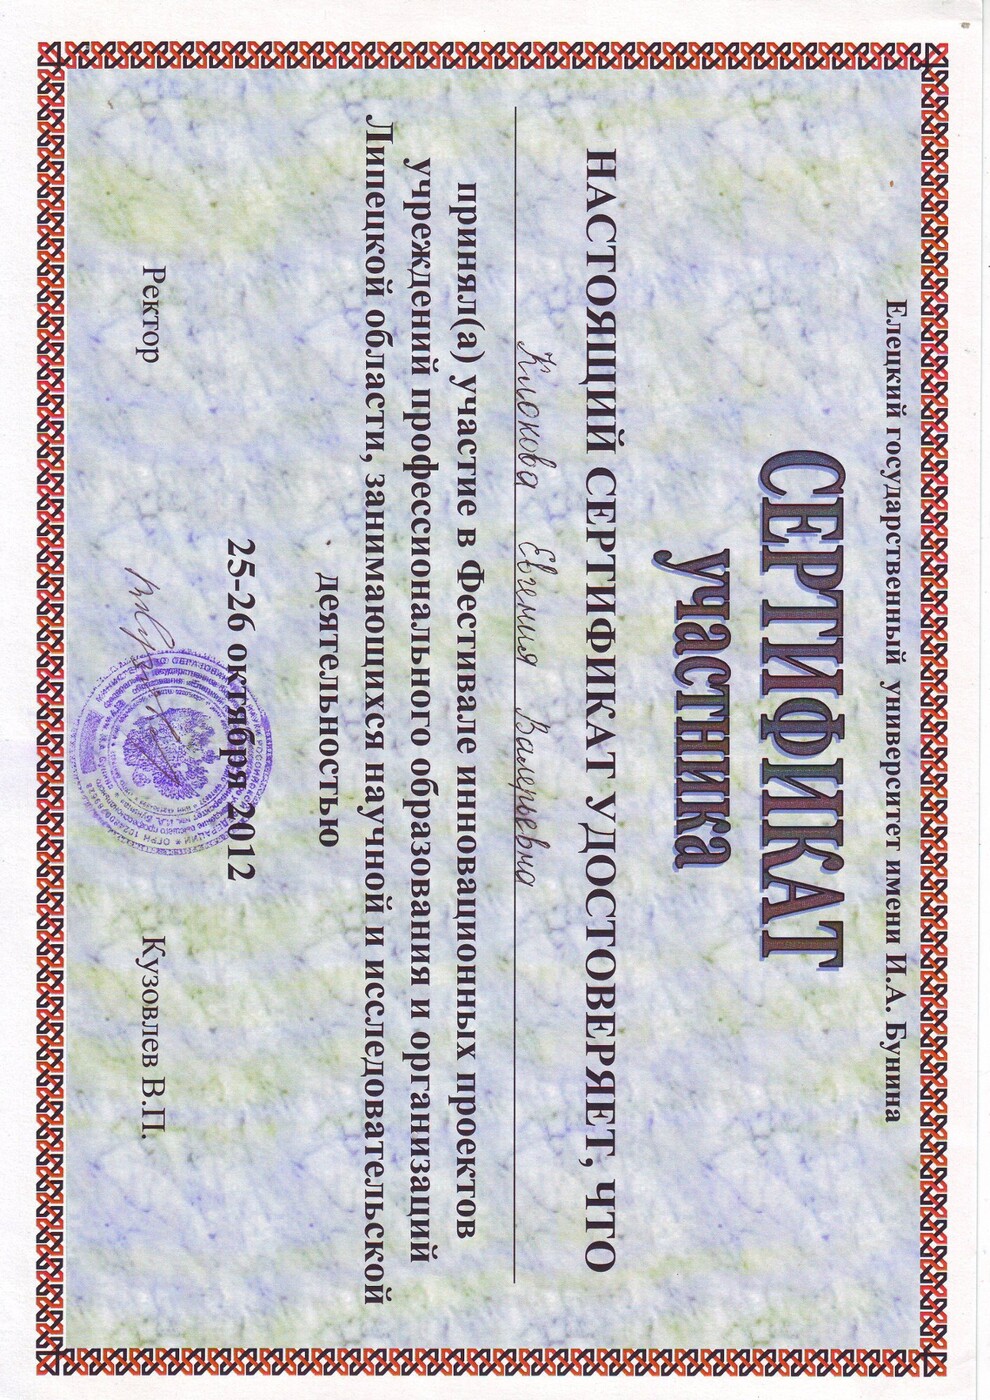 Елецкий государственный университет имени И.А. Бунина
СЕРТИФИКАТ
участника
НАСТОЯЩИЙ СЕРТИФИКАТ УДОСТОВЕРЯЕТ, ЧТО
Клокова Евгения Валерьевна
принял(а) участие в Фестивале инновационных проектов
учреждений профессионального образования и организаций
Липецкой области, занимающихся научной и исследовательской
деятельностью
25-26 октября 2012
Ректор Кузовлев В.П.